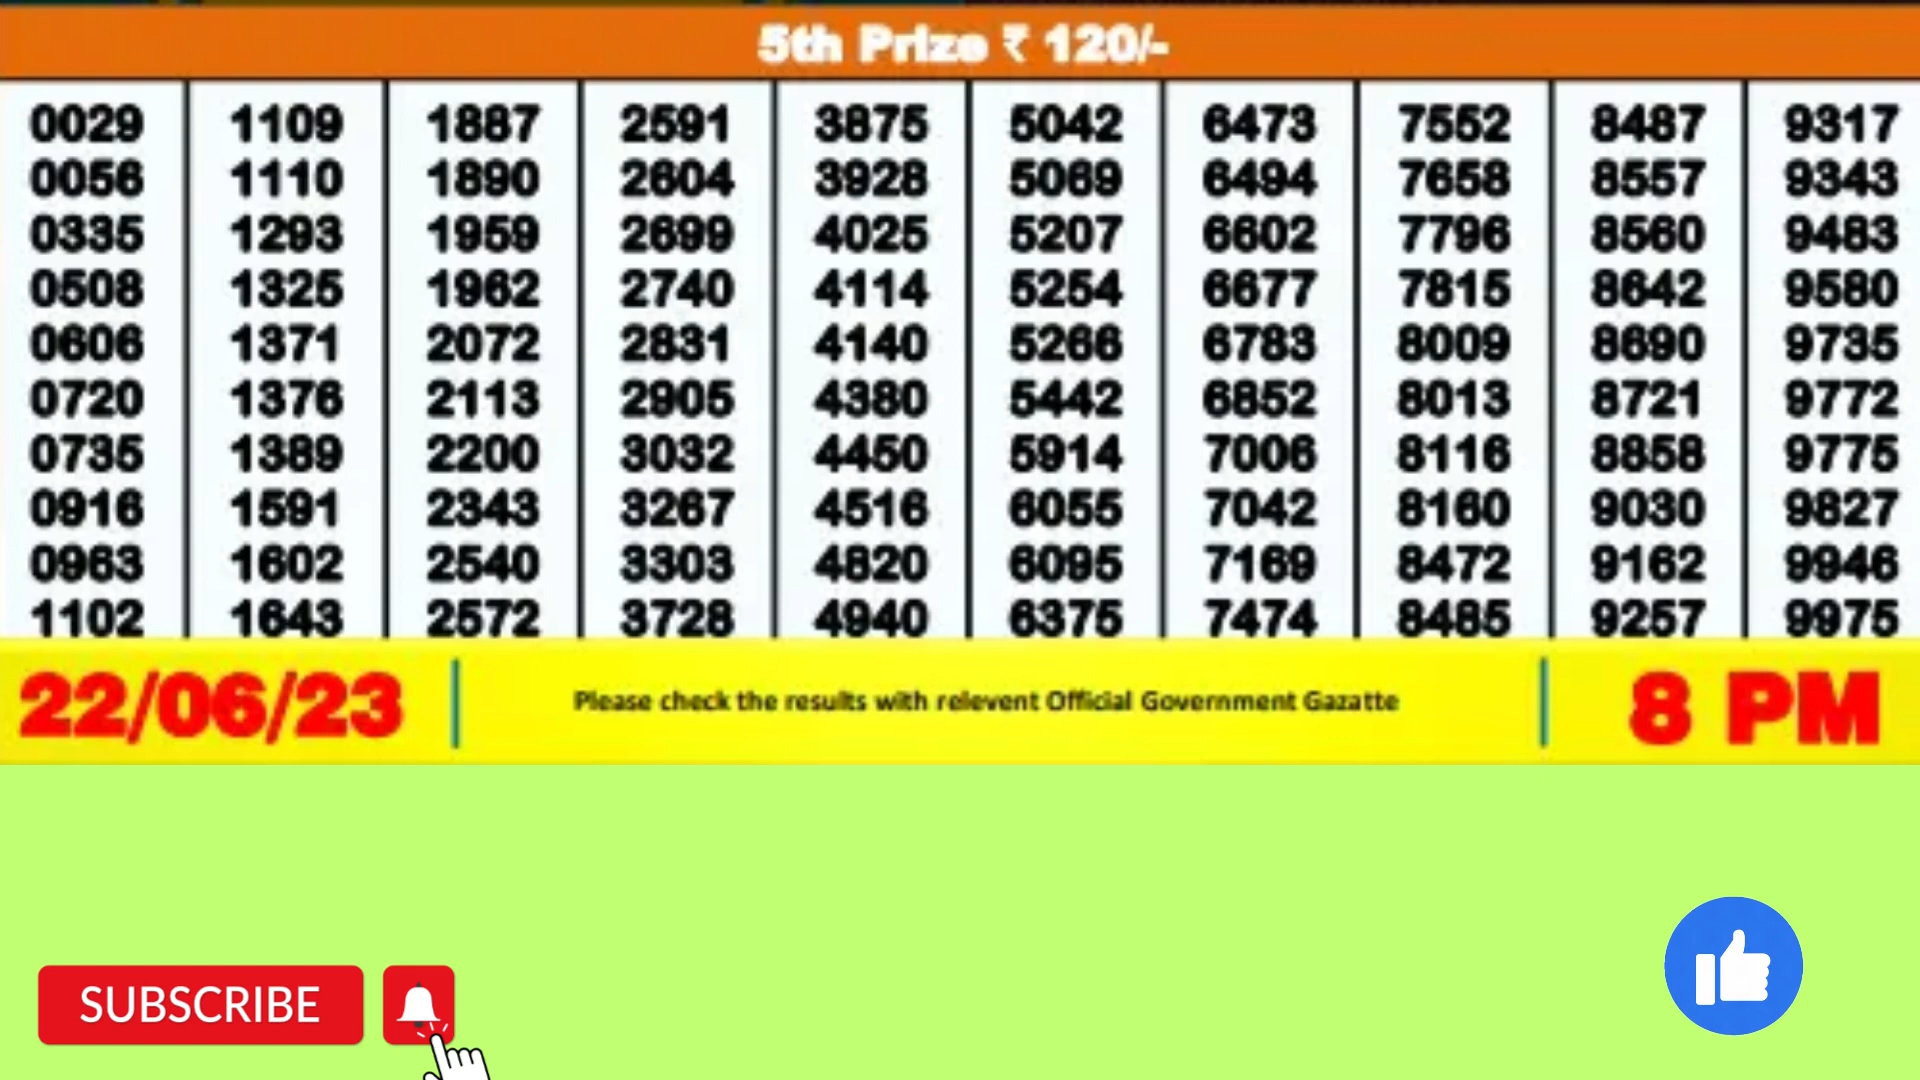 5th Prize ₹ 120/-
0029 1109 1887 2591 3875 5042 6473 7552 8487 9317
0056 1110 1890 2604 3928 5069 6494 7658 8557 9343
0335 1293 1959 2699 4025 5207 6602 7796 8560 9483
0508 1325 1962 2740 4114 5254 6677 7815 8642 9580
0606 1371 2072 2831 4140 5266 6783 8009 8690 9735
0720 1376 2113 2905 4380 5442 6852 8013 8721 9772
0735 1389 2200 3032 4450 5914 7006 8116 8858 9775
0916 1591 2343 3267 4516 6055 7042 8160 9030 9827
0963 1602 2540 3303 4820 6095 7169 8472 9162 9946
1102 1643 2572 3728 4940 6375 7474 8485 9257 9975
22/06/23 Please check the results with relevent Official Government Gazatte 8 PM
SUBSCRIBE